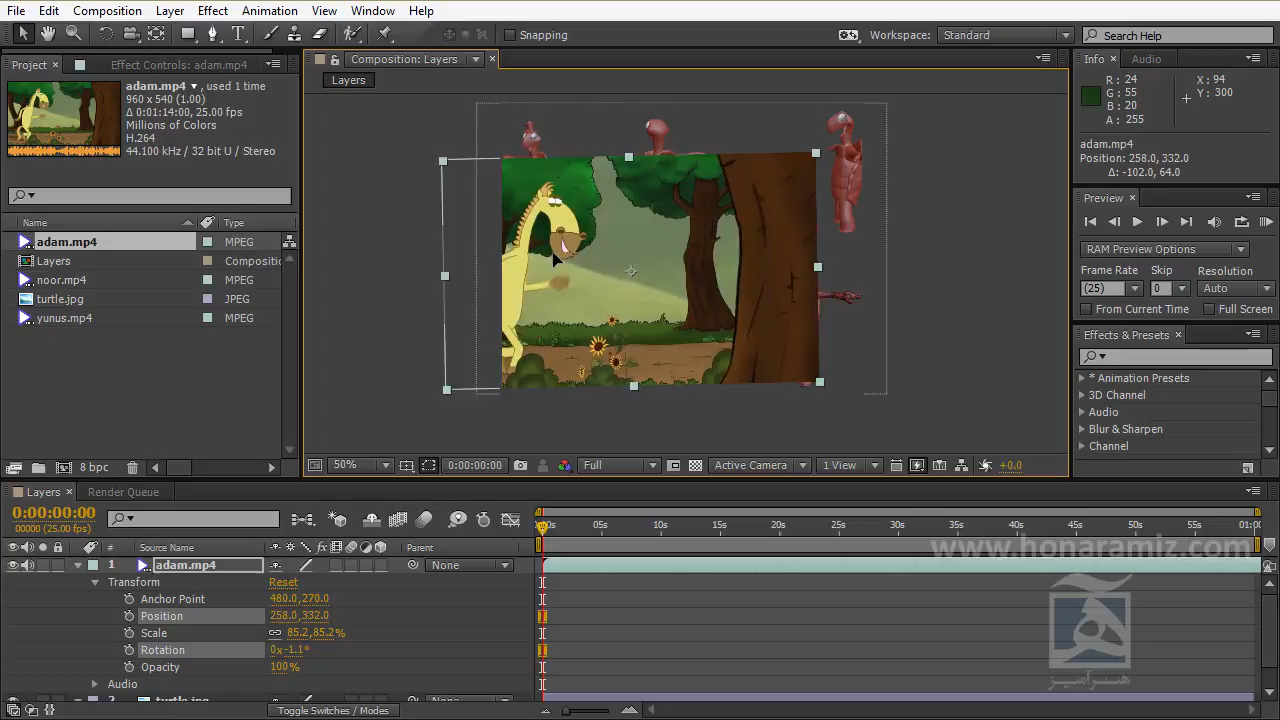 File Edit Composition Layer Effect Animation View Window Help
Snapping Workspace: Standard Search Help
Project Effect Controls: adam.mp4
adam.mp4 , used 1 time
960 x 540 (1.00)
Δ 0:01:14:00, 25.00 fps
Millions of Colors
H.264
44.100 kHz / 32 bit U / Stereo
Name Type
adam.mp4 MPEG
Layers Compositi
noor.mp4 MPEG
turtle.jpg JPEG
yunus.mp4 MPEG
8 bpc
Composition: Layers
Layers
50% 0:00:00:00 Full Active Camera 1 View +0.0
Info Audio
R : 24 X : 94
G : 55 Y : 300
B : 20
A : 255
adam.mp4
Position: 258.0, 332.0
Δ: -102.0, 64.0
Preview
RAM Preview Options
Frame Rate Skip Resolution
(25) 0 Auto
From Current Time Full Screen
Effects & Presets
* Animation Presets
3D Channel
Audio
Blur & Sharpen
Channel
Layers Render Queue
0:00:00:00
00000 (25.00 fps)
05s 10s 15s 20s 25s 30s 35s 40s 45s 50s 55s 01:00
# Source Name fx Parent
1 adam.mp4 None
Transform Reset
Anchor Point 480.0,270.0
Position 258.0,332.0
Scale 85.2,85.2%
Rotation 0x-1.1°
Opacity 100%
Audio
2 turtle.jpg None
Toggle Switches / Modes
www.honaramiz.com
هنرآمیز